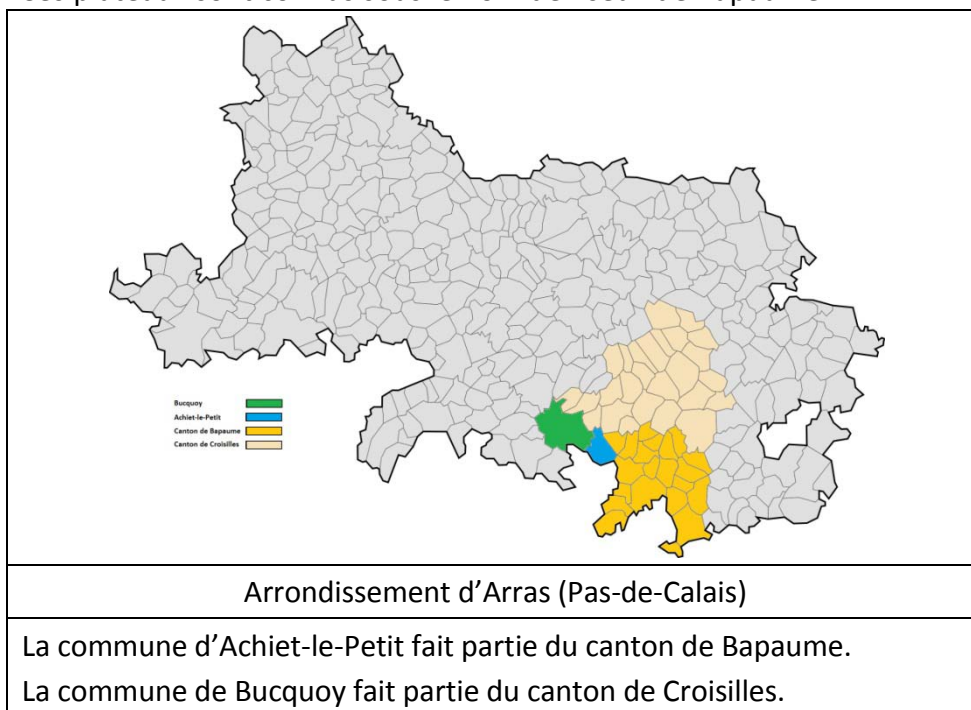 Bucquoy
Achiet-le-Petit
Canton de Bapaume
Canton de Croisilles
Arrondissement d’Arras (Pas-de-Calais)
La commune d’Achiet-le-Petit fait partie du canton de Bapaume.
La commune de Bucquoy fait partie du canton de Croisilles.